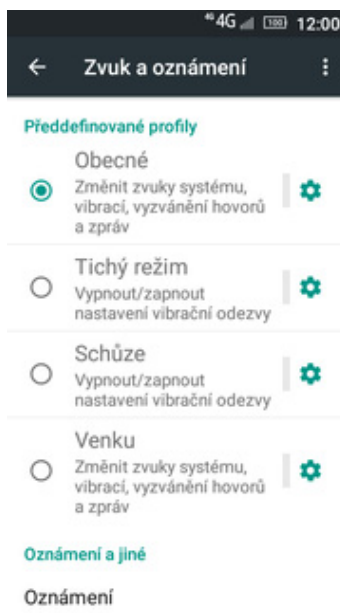 4G 4G 100 12:00
Zvuk a oznámení
Předdefinované profily
Obecné
Změnit zvuky systému,
vibrací, vyzvánění hovorů
a zpráv
Tichý režim
Vypnout/zapnout
nastavení vibrační odezvy
Schůze
Vypnout/zapnout
nastavení vibrační odezvy
Venku
Změnit zvuky systému,
vibrací, vyzvánění hovorů
a zpráv
Oznámení a jiné
Oznámení